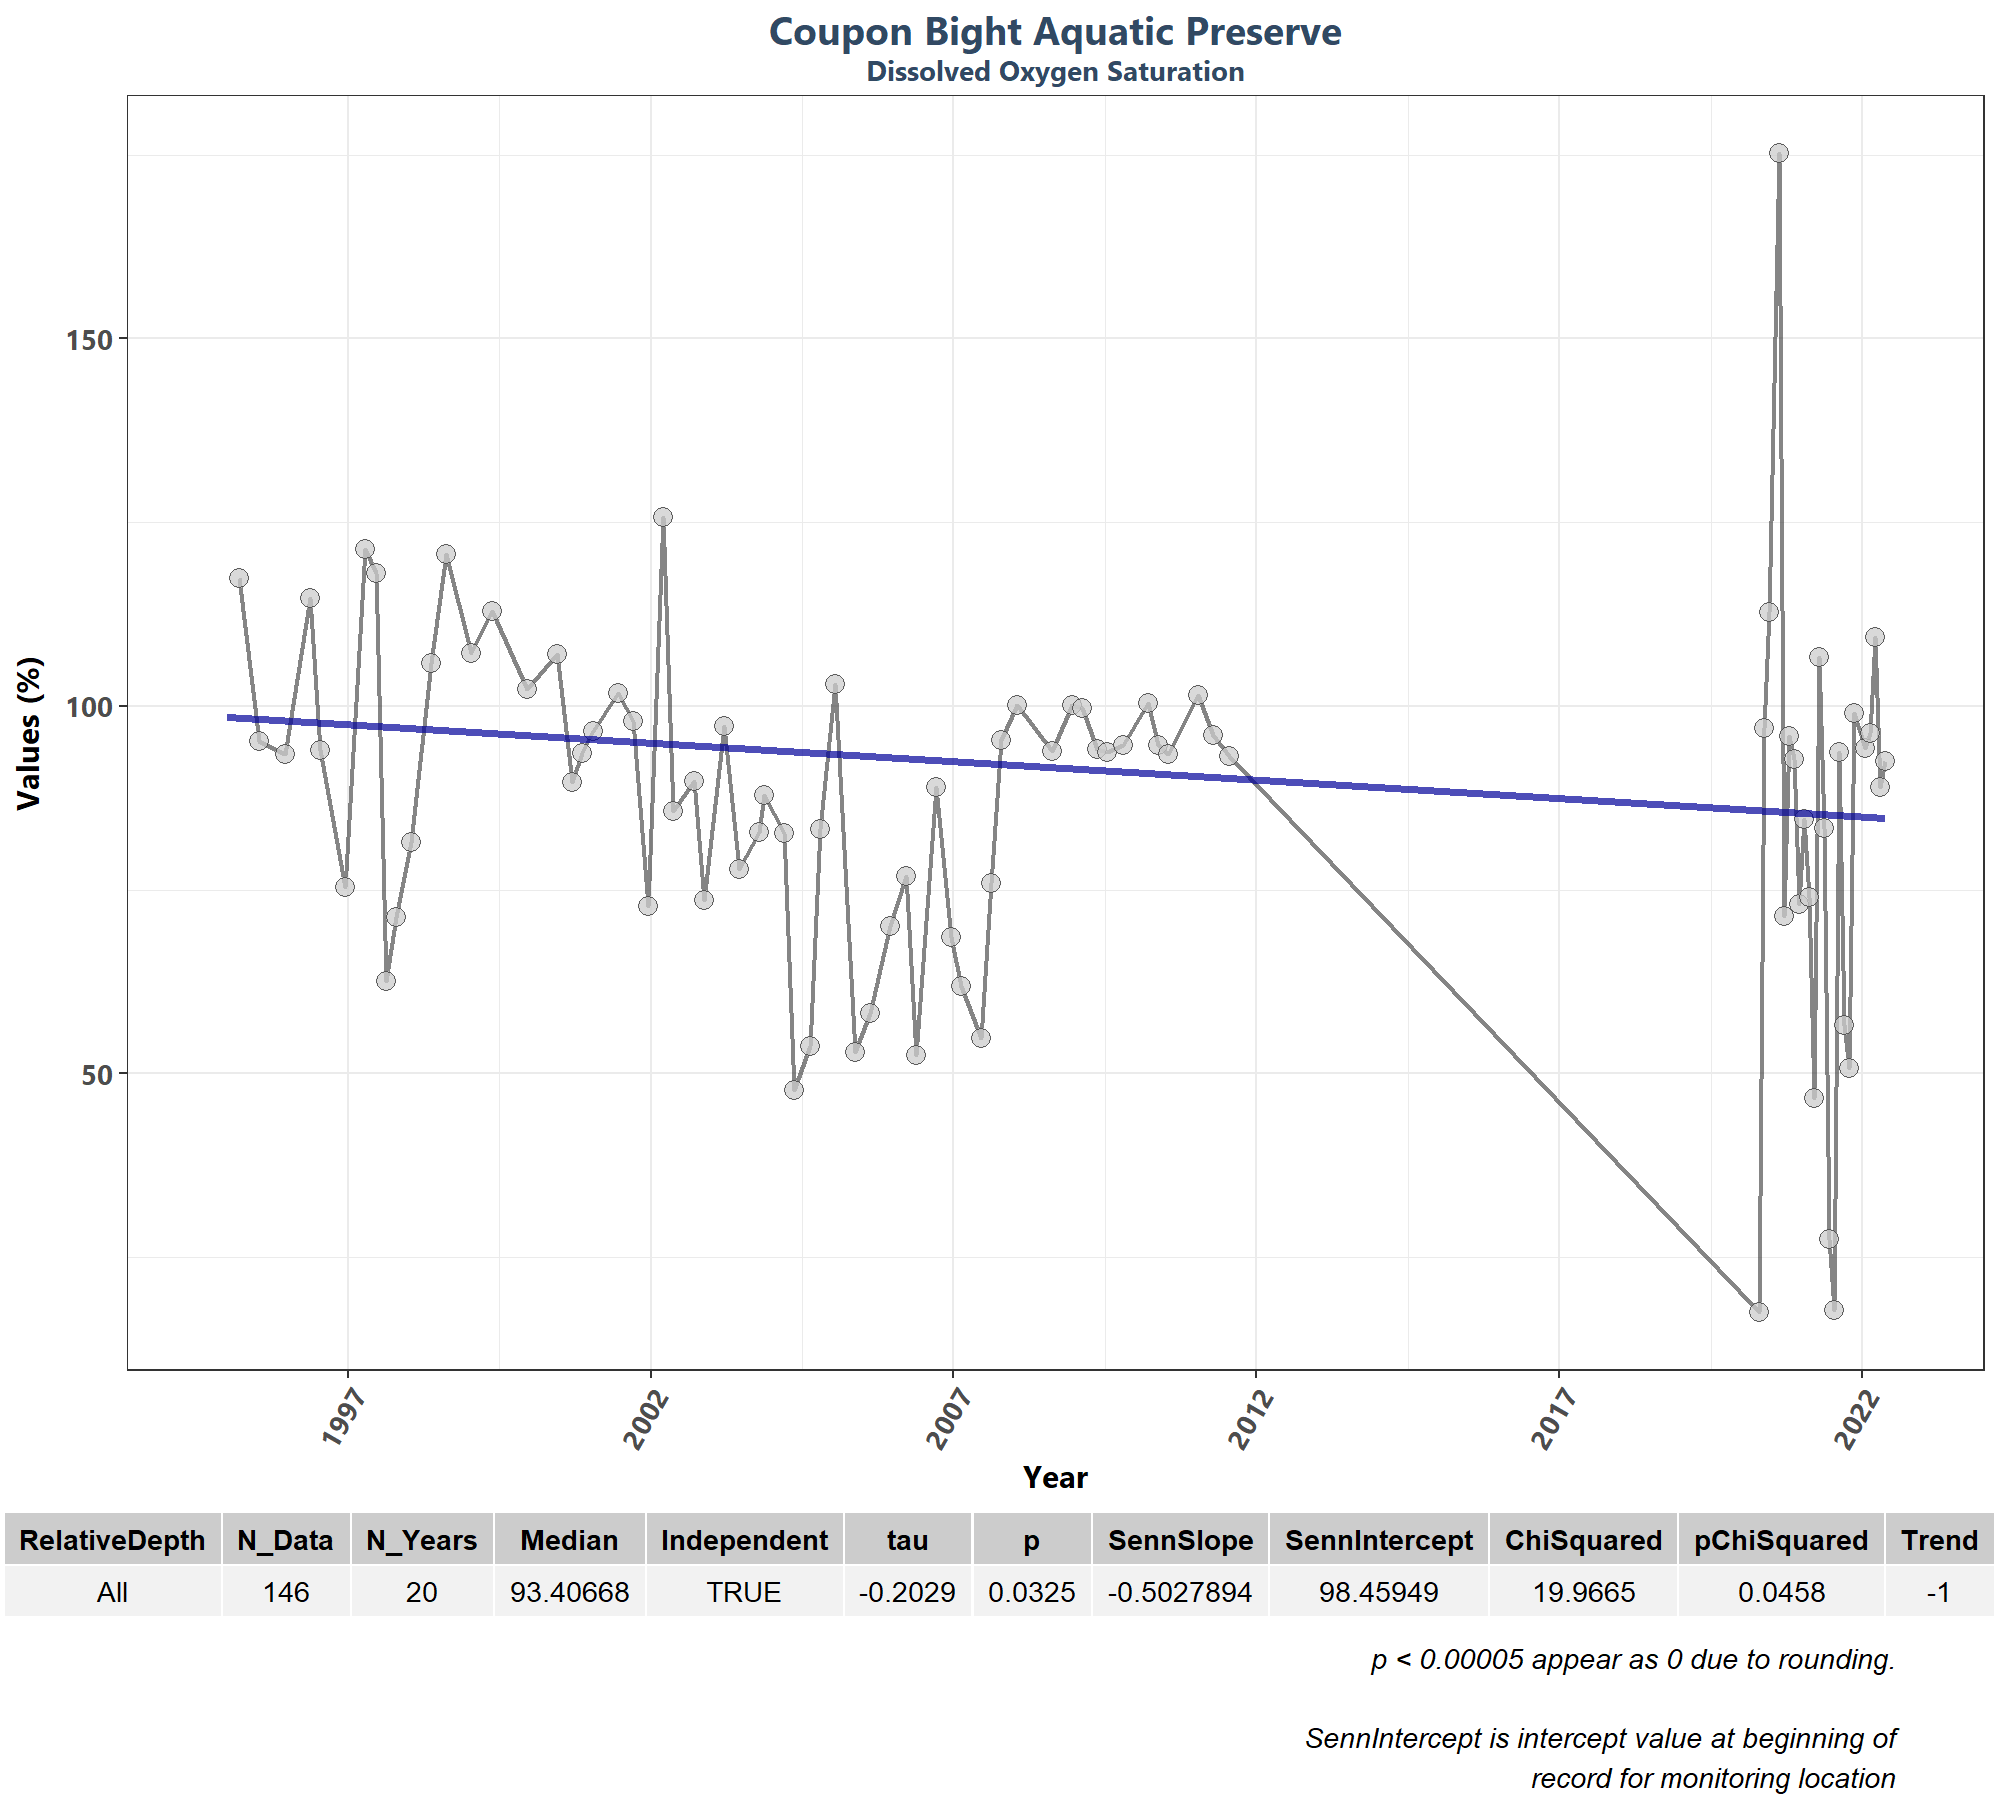 Coupon Bight Aquatic Preserve
Dissolved Oxygen Saturation
Values (%)
150
100
50
1997 2002 2007 2012 2017 2022
Year
RelativeDepth N_Data N_Years Median Independent tau p SennSlope SennIntercept ChiSquared pChiSquared Trend
All 146 20 93.40668 TRUE -0.2029 0.0325 -0.5027894 98.45949 19.9665 0.0458 -1
p < 0.00005 appear as 0 due to rounding.
SennIntercept is intercept value at beginning of
record for monitoring location